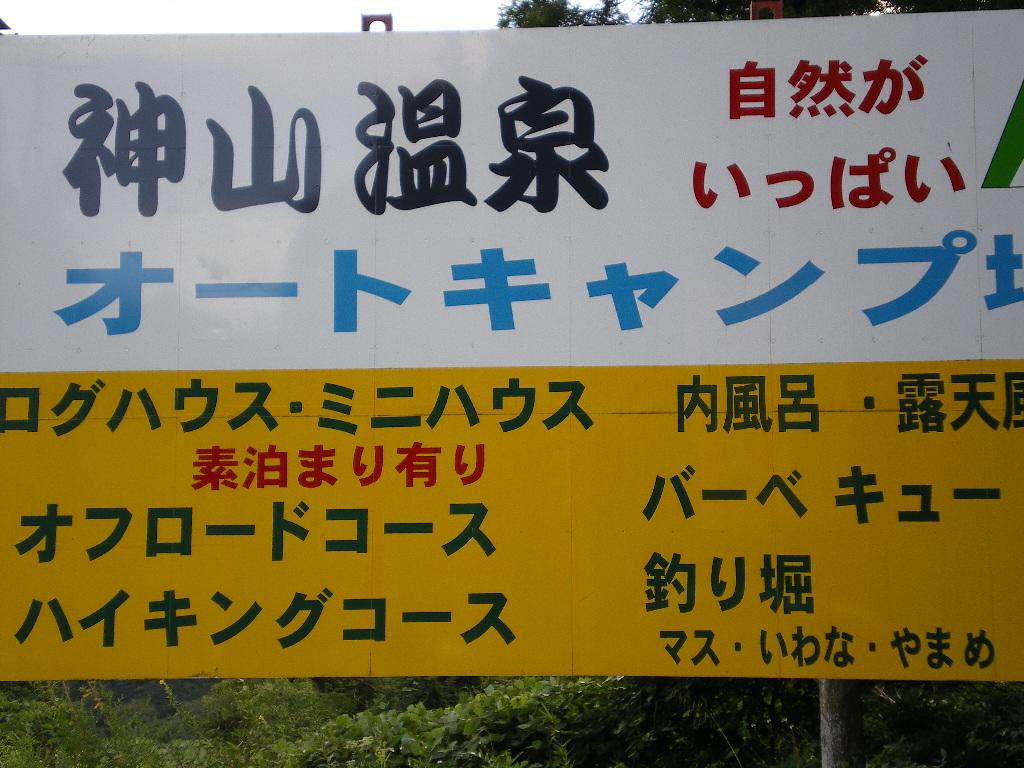 神山温泉
自然が
いっぱい
オートキャンプ場
ログハウス・ミニハウス
素泊まり有り
オフロードコース
ハイキングコース
内風呂・露天風
バーベキュー
釣り堀
マス・いわな・やまめ